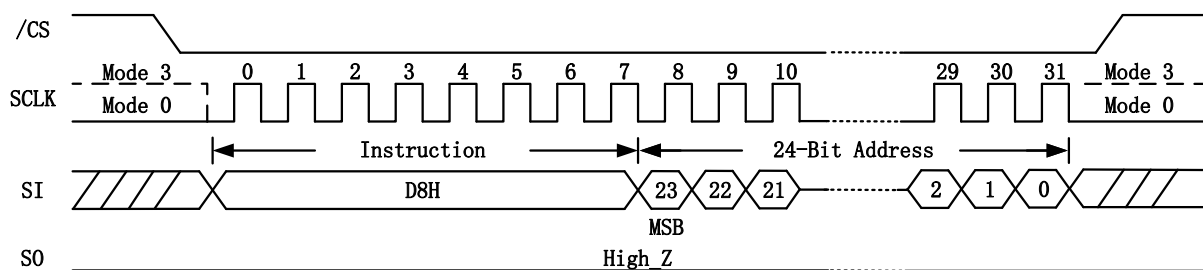 /CS
Mode 3 0 1 2 3 4 5 6 7 8 9 10 29 30 31 Mode 3
SCLK
Mode 0 Mode 0
Instruction 24-Bit Address
SI D8H 23 22 21 2 1 0
MSB
SO High_Z